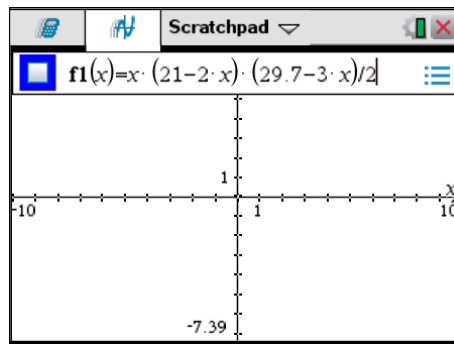 Scratchpad
f1(x)=x·(21−2·x)·(29.7−3·x)/2
1
x
-10
1
10
-7.39